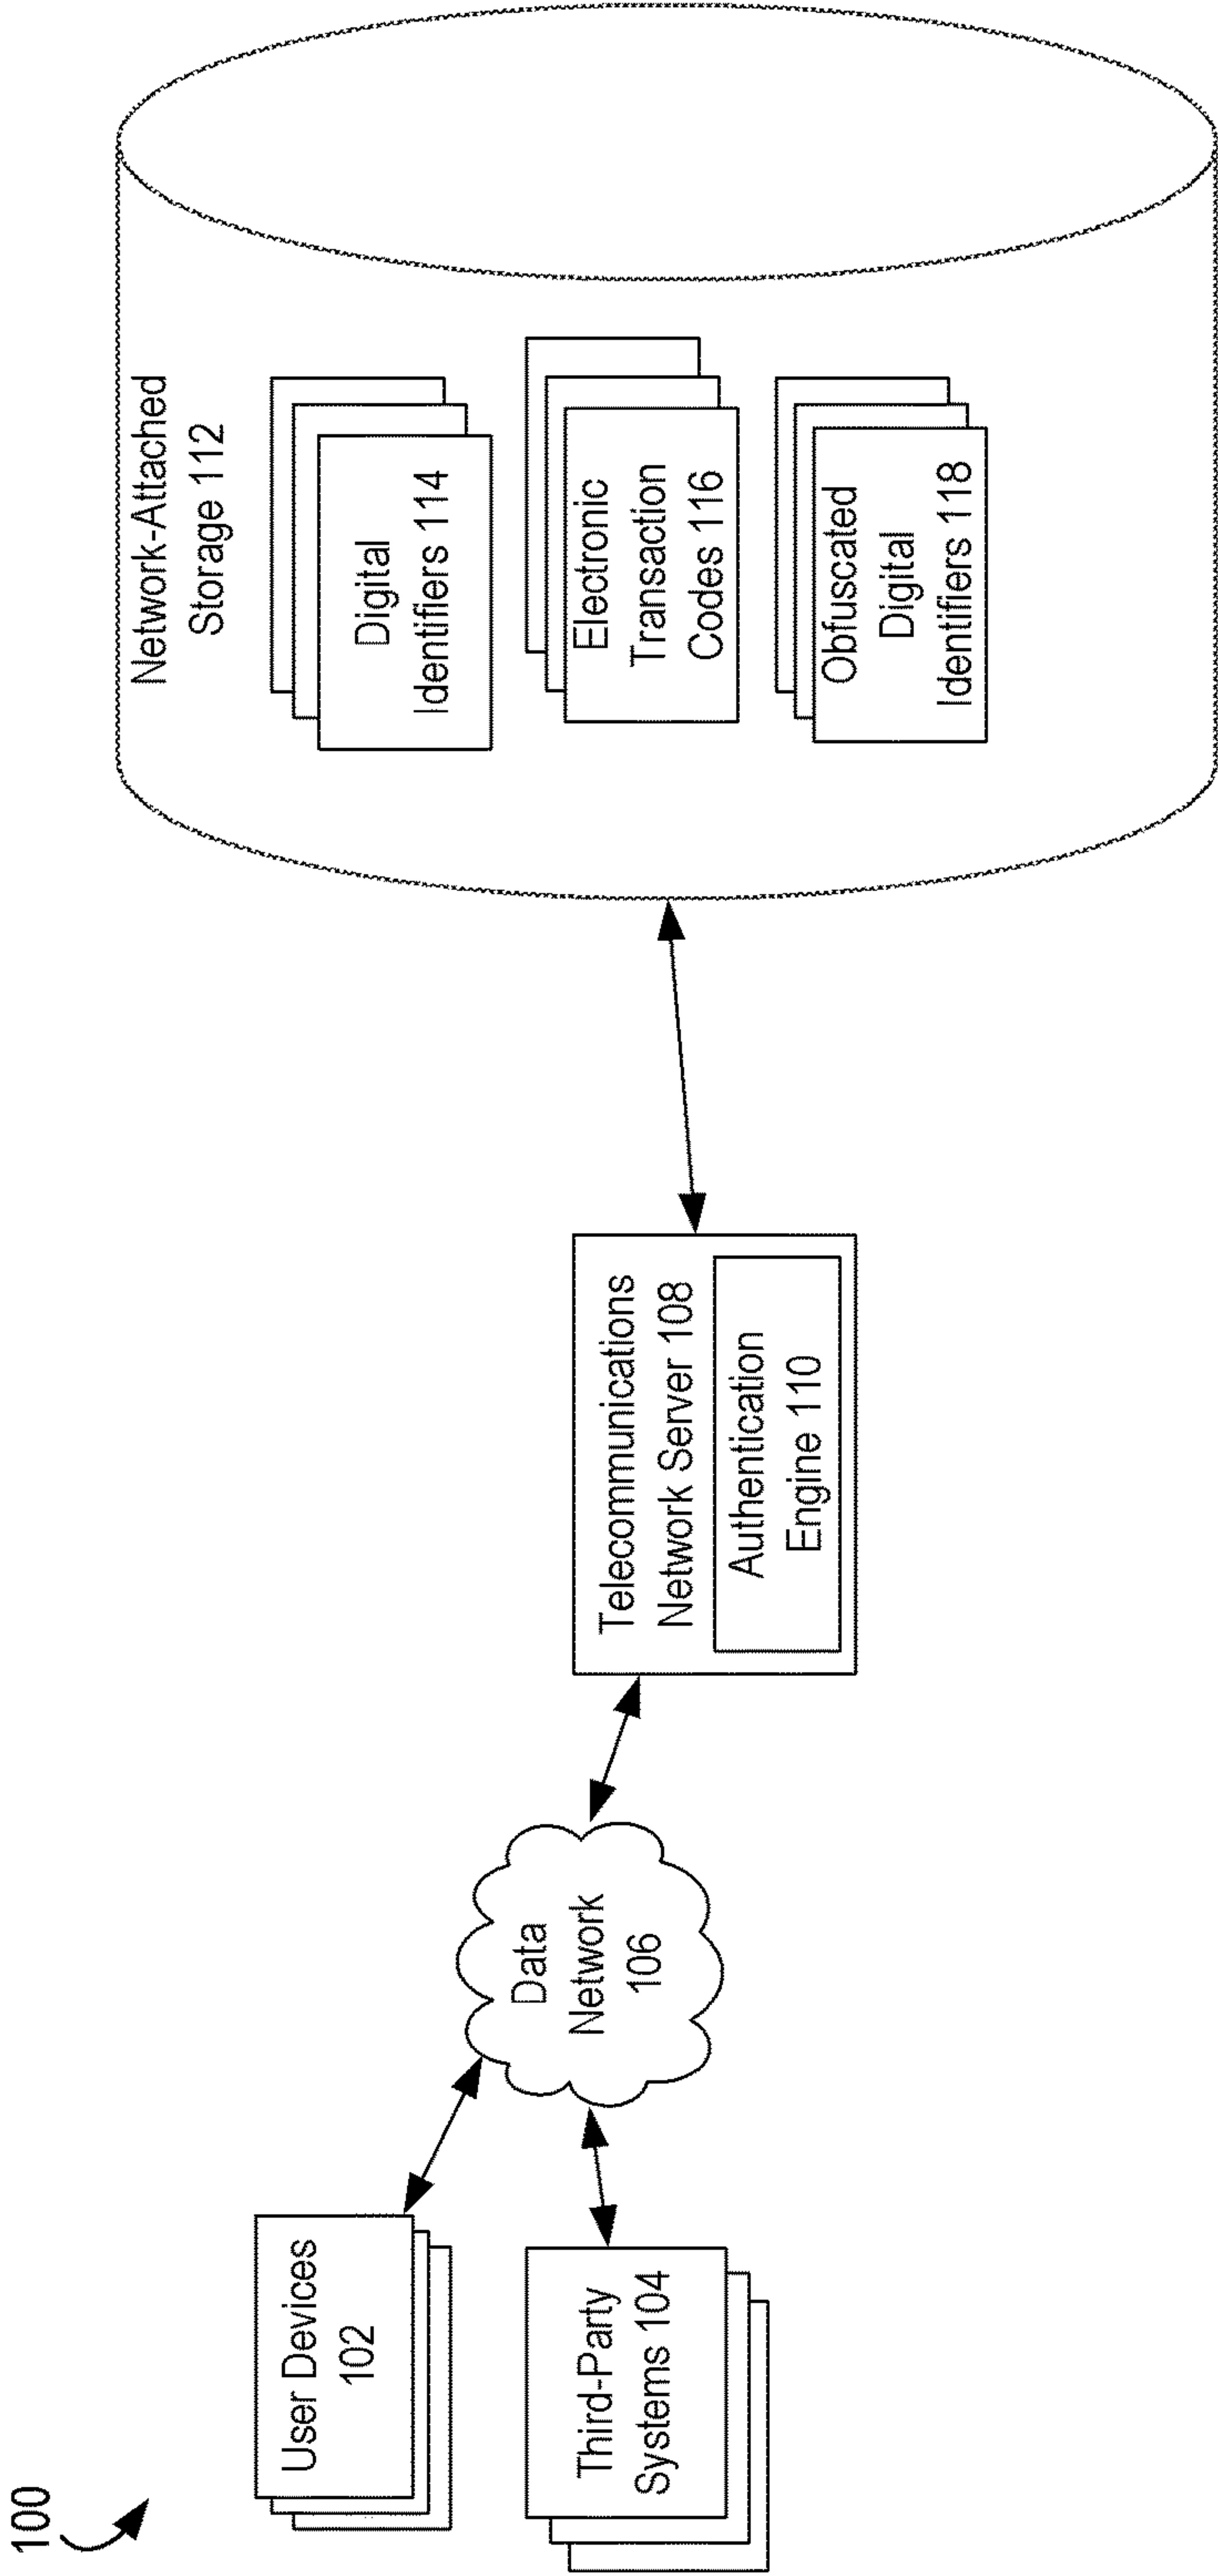 100
User Devices
102
Third-Party
Systems 104
Data
Network
106
Telecommunications
Network Server 108
Authentication
Engine 110
Network-Attached
Storage 112
Digital
Identifiers 114
Electronic
Transaction
Codes 116
Obfuscated
Digital
Identifiers 118